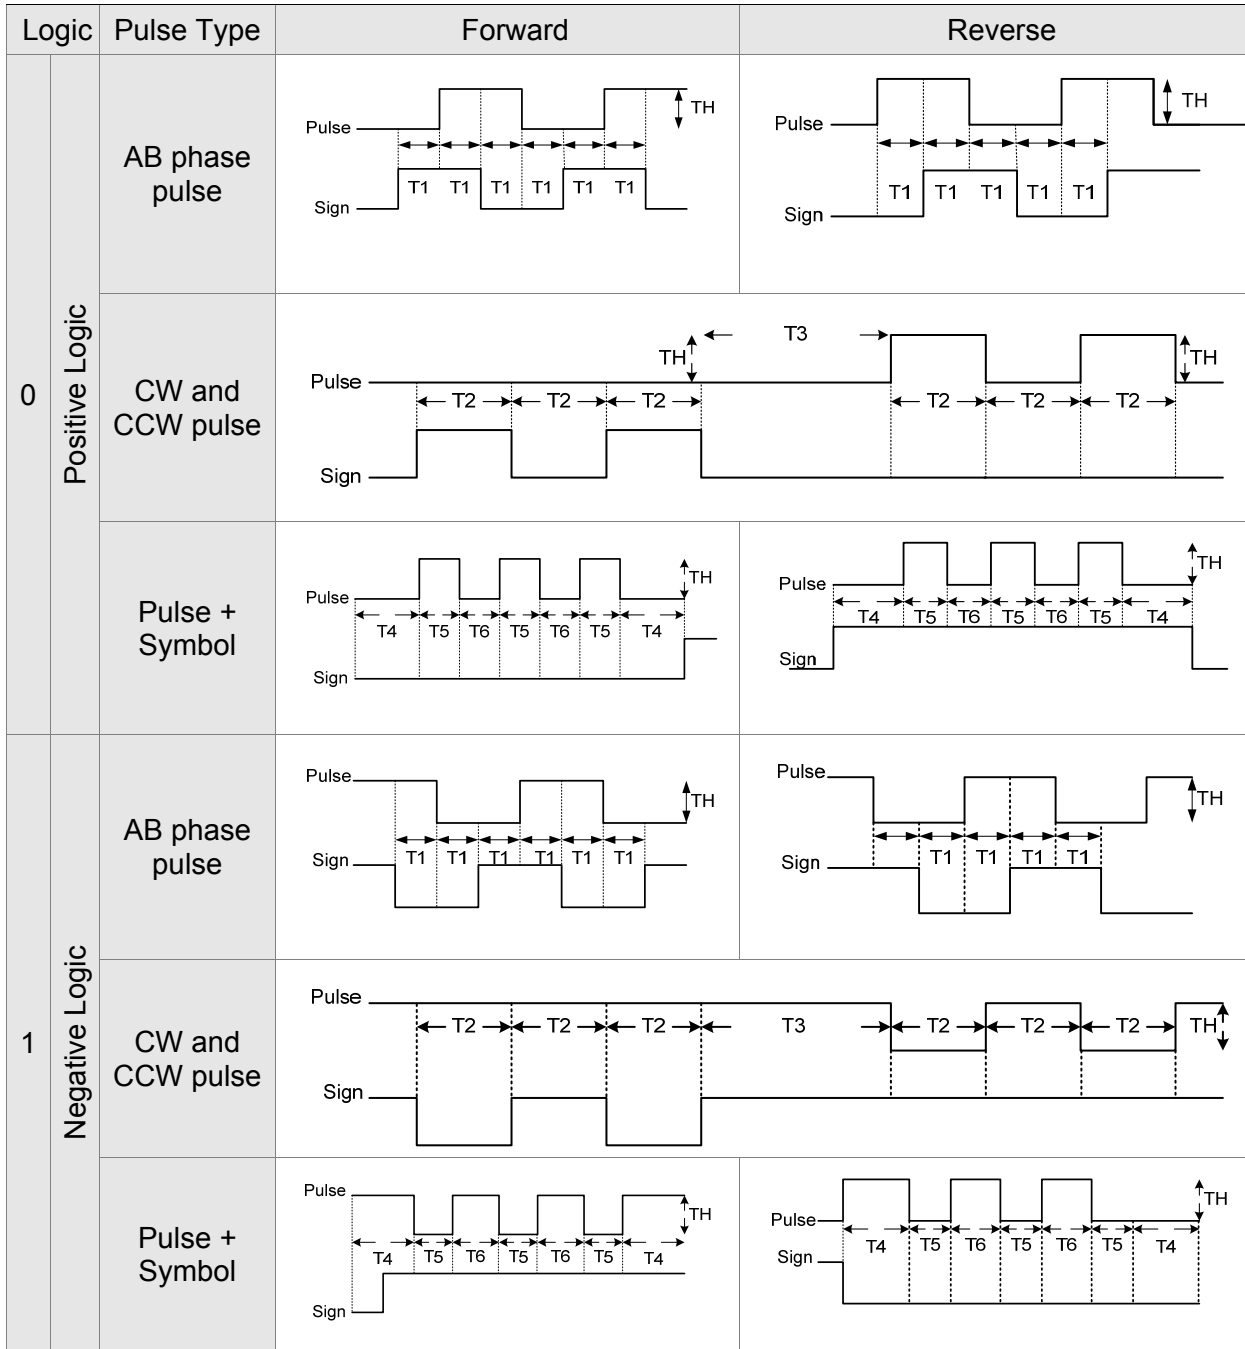 Logic Pulse Type Forward Reverse
0
Positive Logic
AB phase
pulse
Pulse
TH
T1 T1 T1 T1 T1 T1
Sign
Pulse
TH
T1 T1 T1 T1 T1
Sign
CW and
CCW pulse
T3
TH
TH
Pulse
T2 T2 T2 T2 T2 T2
Sign
Pulse +
Symbol
TH
Pulse
T4 T5 T6 T5 T6 T5 T4
Sign
TH
Pulse
T4 T5 T6 T5 T6 T5 T4
Sign
1
Negative Logic
AB phase
pulse
Pulse
TH
Sign
T1 T1 T1 T1 T1 T1
Pulse
TH
Sign
T1 T1 T1 T1
CW and
CCW pulse
Pulse
T2 T2 T2 T3 T2 T2 T2 TH
Sign
Pulse +
Symbol
Pulse
TH
T4 T5 T6 T5 T6 T5 T4
Sign
TH
Pulse
T4 T5 T6 T5 T6 T5 T4
Sign